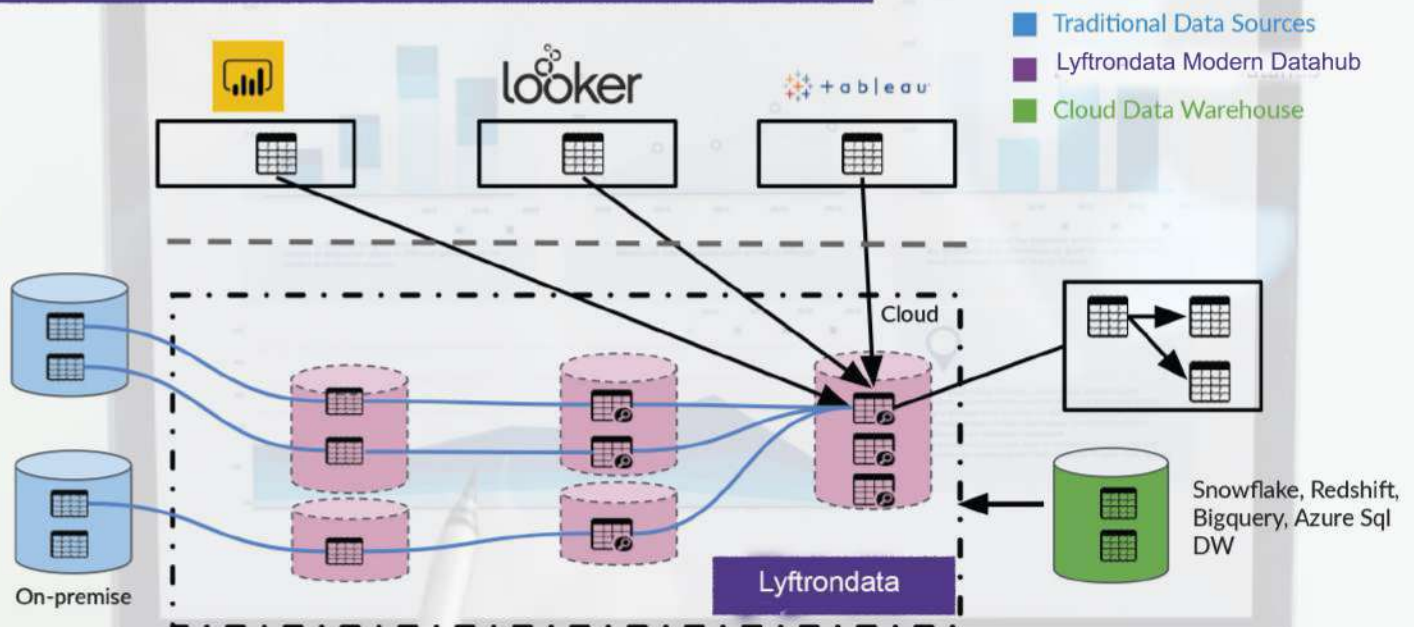 Traditional Data Sources
Lyftrondata Modern Datahub
Cloud Data Warehouse
looker
+ableau
Cloud
On-premise
Snowflake, Redshift,
Bigquery, Azure Sql
DW
Lyftrondata